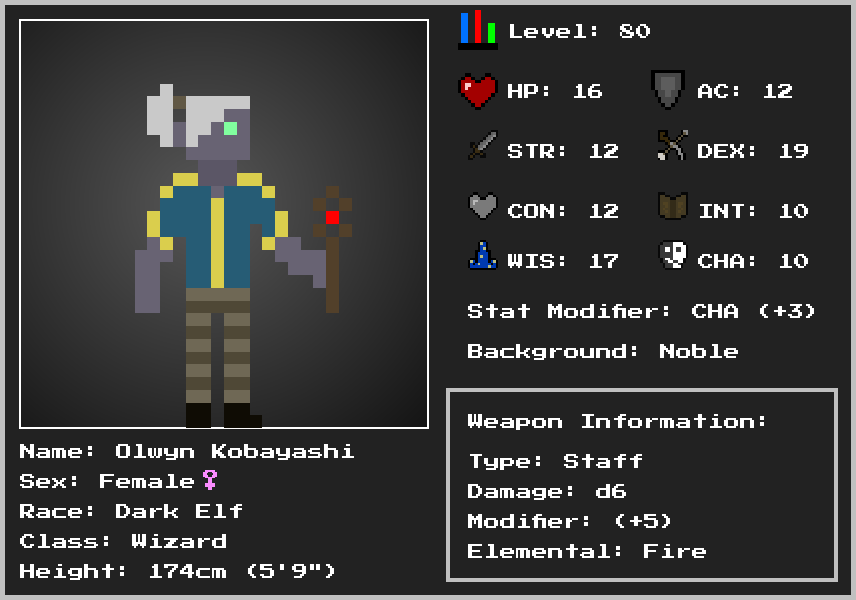 Level: 80
HP: 16
AC: 12
STR: 12
DEX: 19
CON: 12
INT: 10
WIS: 17
CHA: 10
Stat Modifier: CHA (+3)
Background: Noble
Weapon Information:
Type: Staff
Damage: d6
Modifier: (+5)
Elemental: Fire
Name: Olwyn Kobayashi
Sex: Female♀
Race: Dark Elf
Class: Wizard
Height: 174cm (5'9")